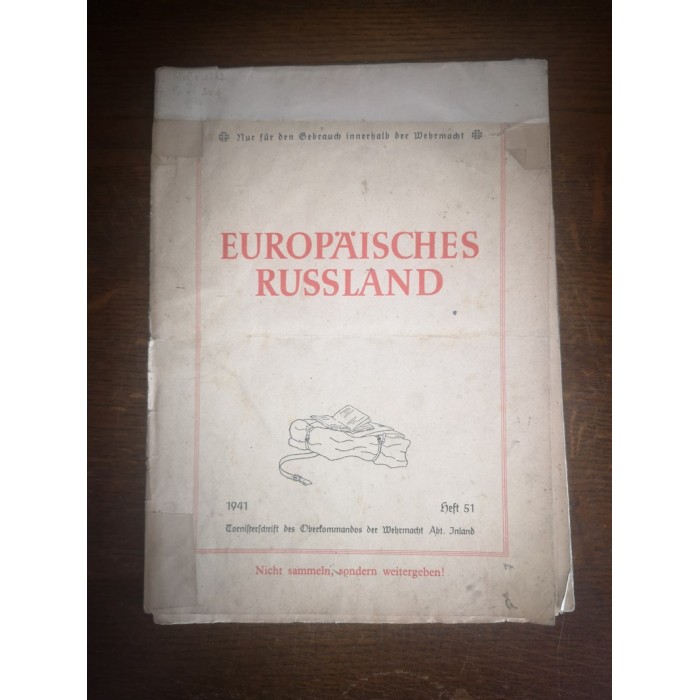 Nur für den Gebrauch innerhalb der Wehrmacht
EUROPÄISCHES
RUSSLAND
1941 Heft 51
Tornisterschrift des Oberkommandos der Wehrmacht Abt. Inland
Nicht sammeln, sondern weitergeben!